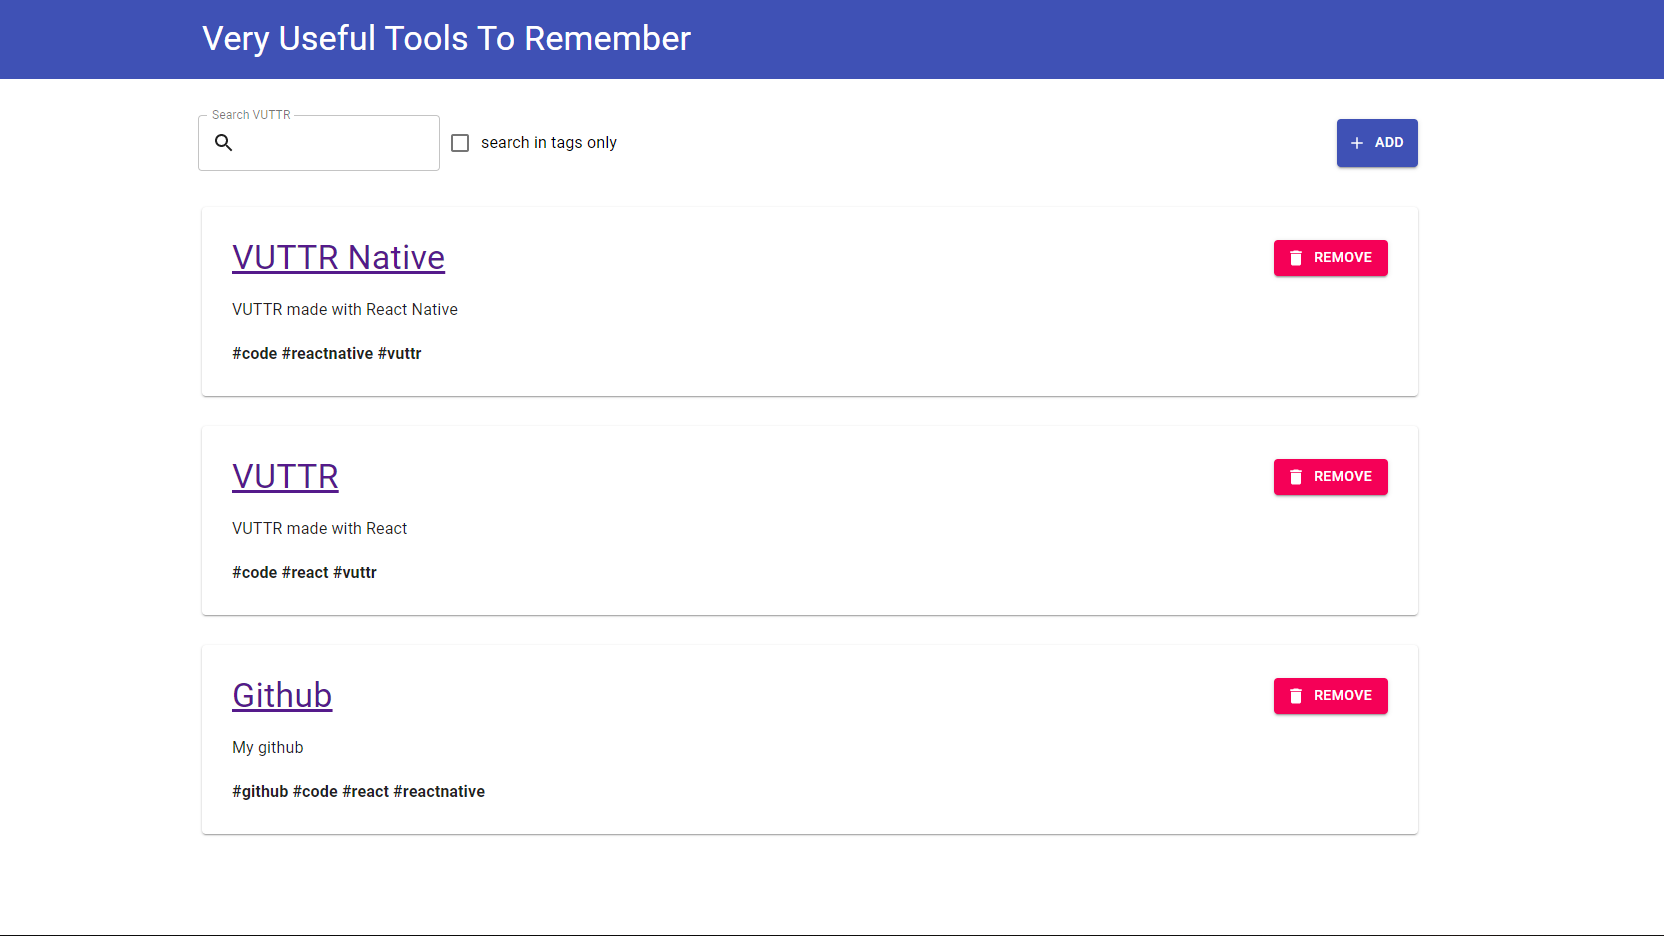 Very Useful Tools To Remember
Search VUTTR
search in tags only
ADD
VUTTR Native
REMOVE
VUTTR made with React Native
#code #reactnative #vuttr
VUTTR
REMOVE
VUTTR made with React
#code #react #vuttr
Github
REMOVE
My github
#github #code #react #reactnative